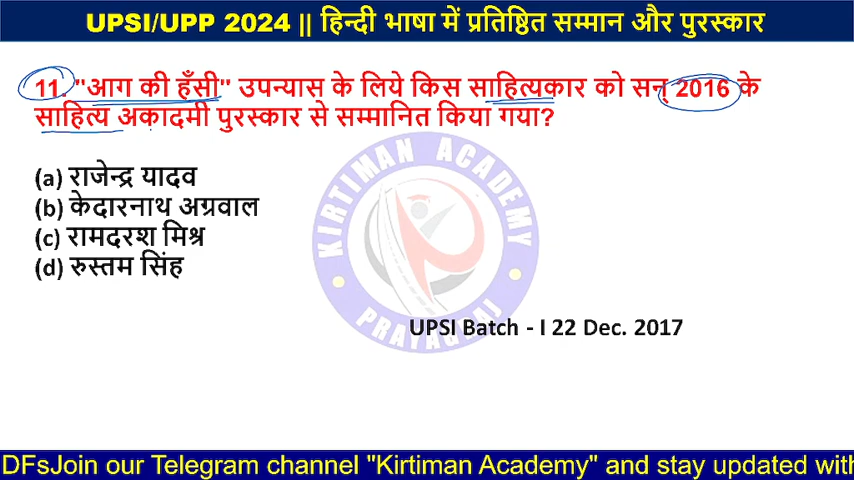 UPSI/UPP 2024 || हिन्दी भाषा में प्रतिष्ठित सम्मान और पुरस्कार
11. "आग की हँसी" उपन्यास के लिये किस साहित्यकार को सन् 2016 के
साहित्य अकादमी पुरस्कार से सम्मानित किया गया?
(a) राजेन्द्र यादव
(b) केदारनाथ अग्रवाल
(c) रामदरश मिश्र
(d) रुस्तम सिंह
KIRTIMAN ACADEMY
PRAYAGRAJ
UPSI Batch - I 22 Dec. 2017
DFsJoin our Telegram channel "Kirtiman Academy" and stay updated with